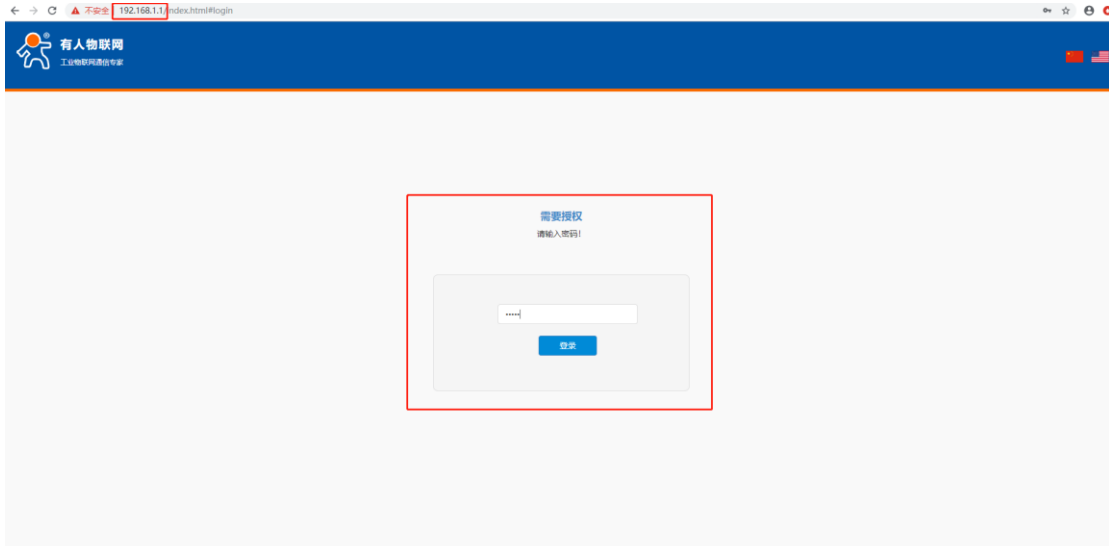 不安全 192.168.1.1/index.html#login
有人物联网
工业物联网通信专家
需要授权
请输入密码!
•••••
登录